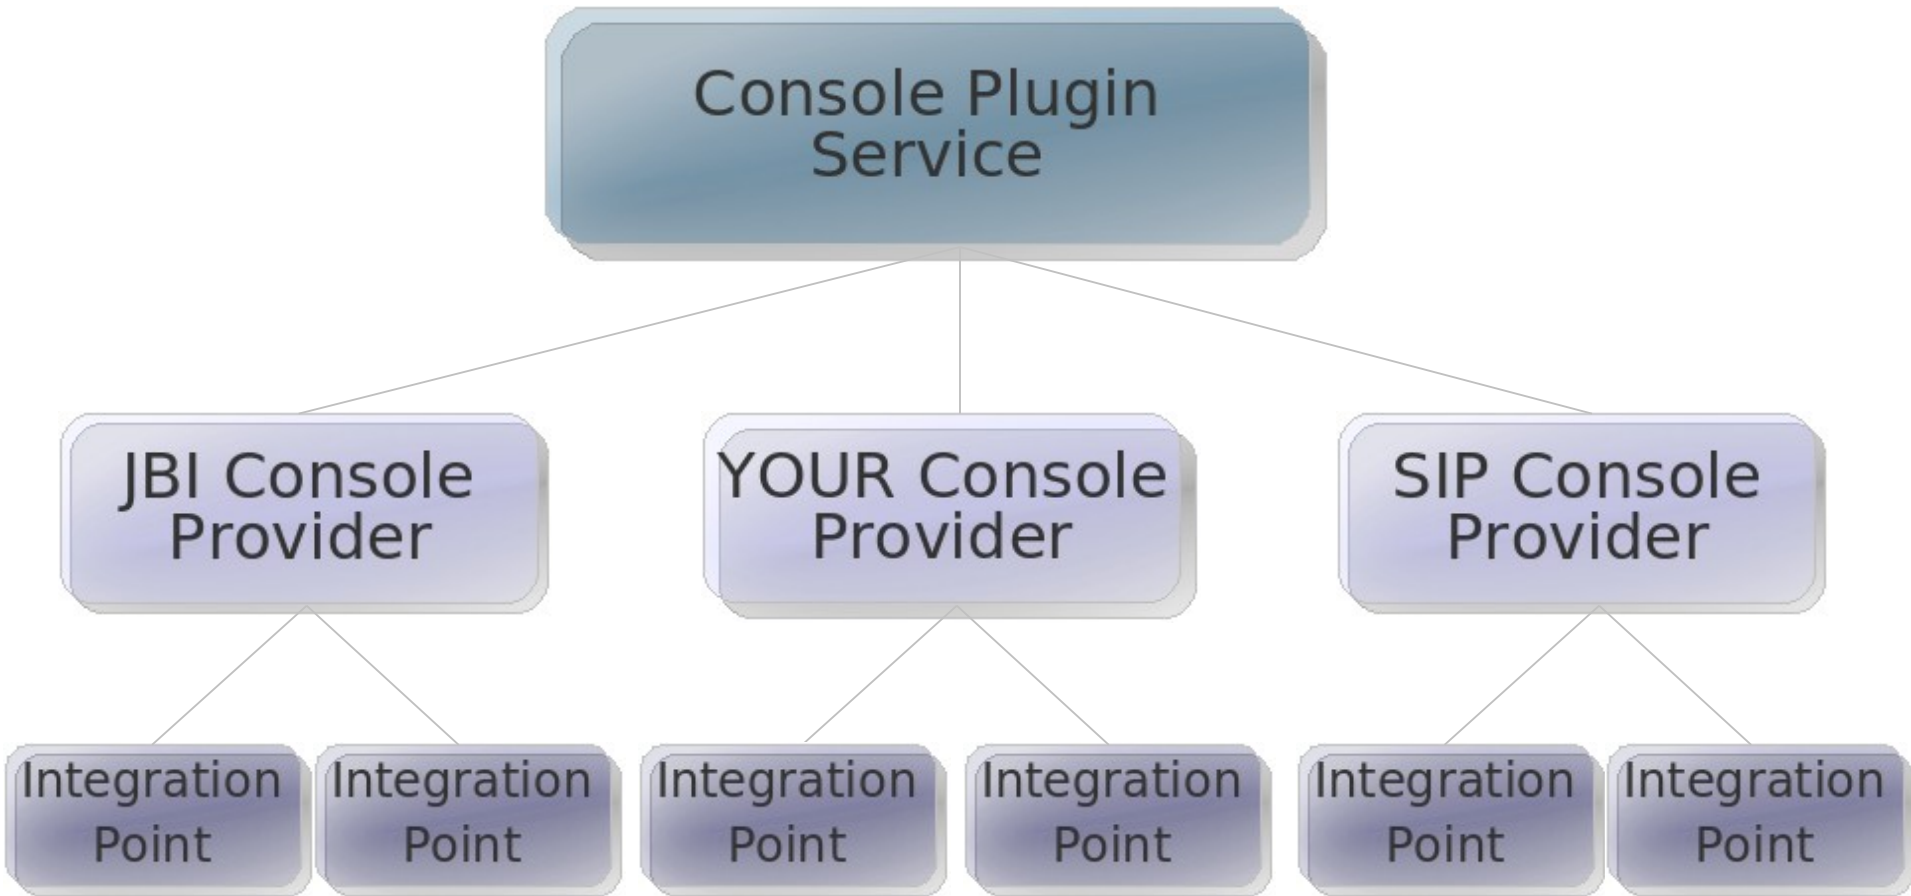 Console Plugin
Service
JBI Console
Provider
YOUR Console
Provider
SIP Console
Provider
Integration
Point
Integration
Point
Integration
Point
Integration
Point
Integration
Point
Integration
Point